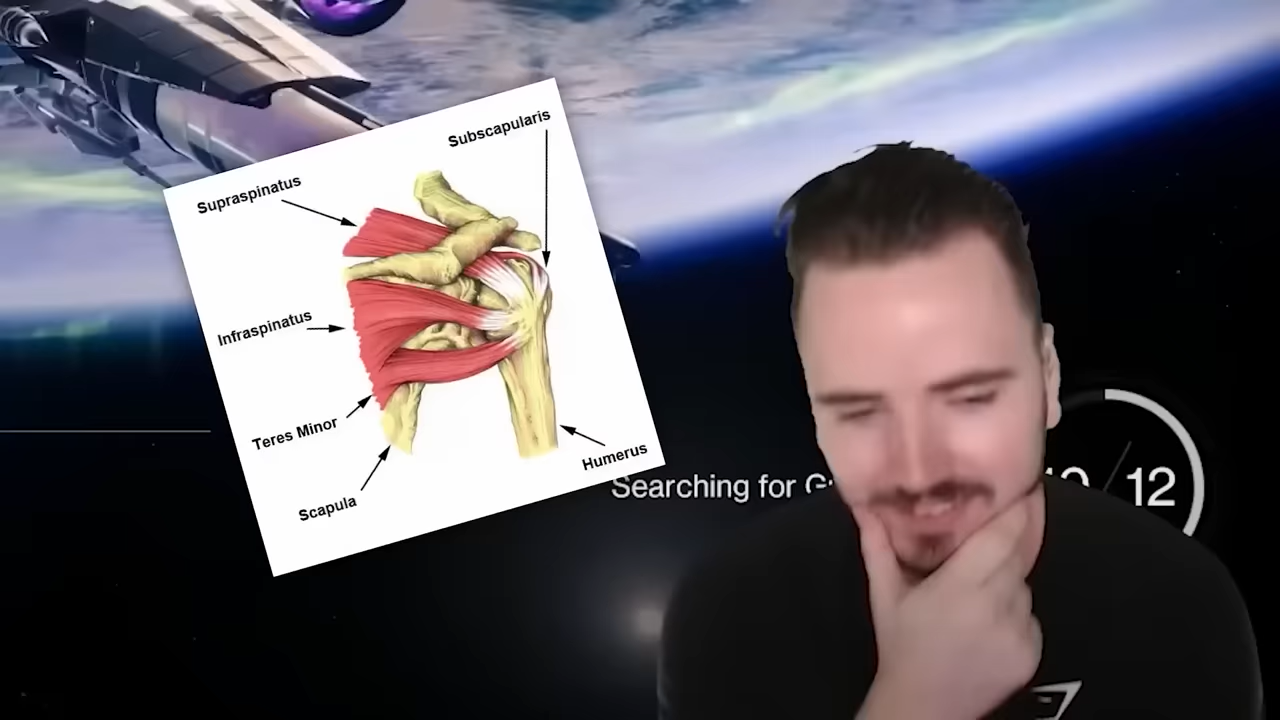 Subscapularis
Supraspinatus
Infraspinatus
Teres Minor
Scapula
Humerus
Searching for
12